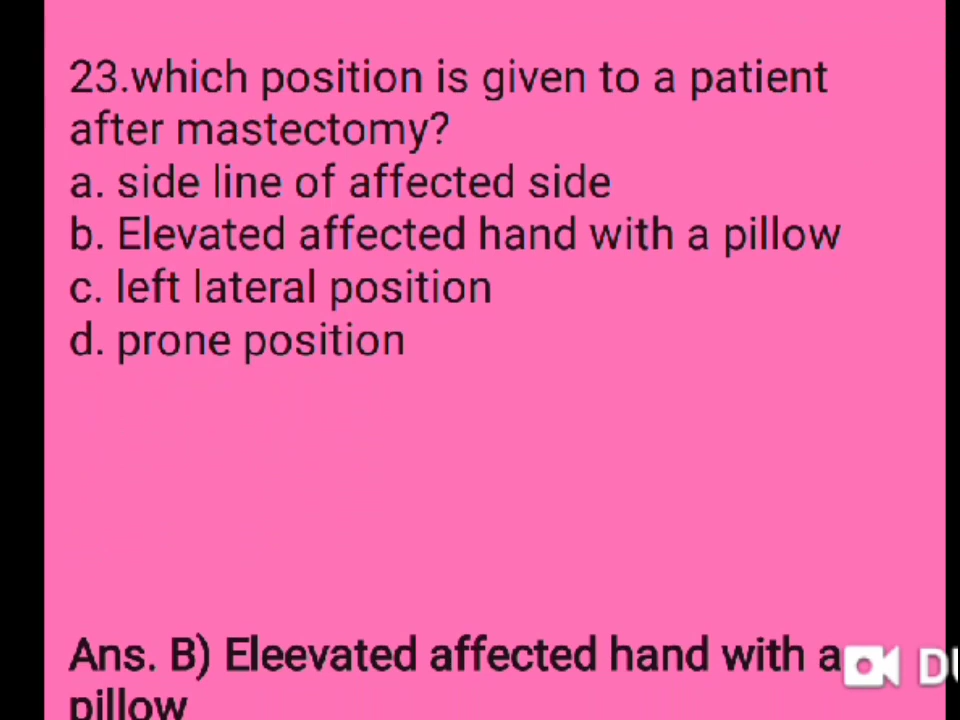 23.which position is given to a patient
after mastectomy?
a. side line of affected side
b. Elevated affected hand with a pillow
c. left lateral position
d. prone position
Ans. B) Eleevated affected hand with a
pillow